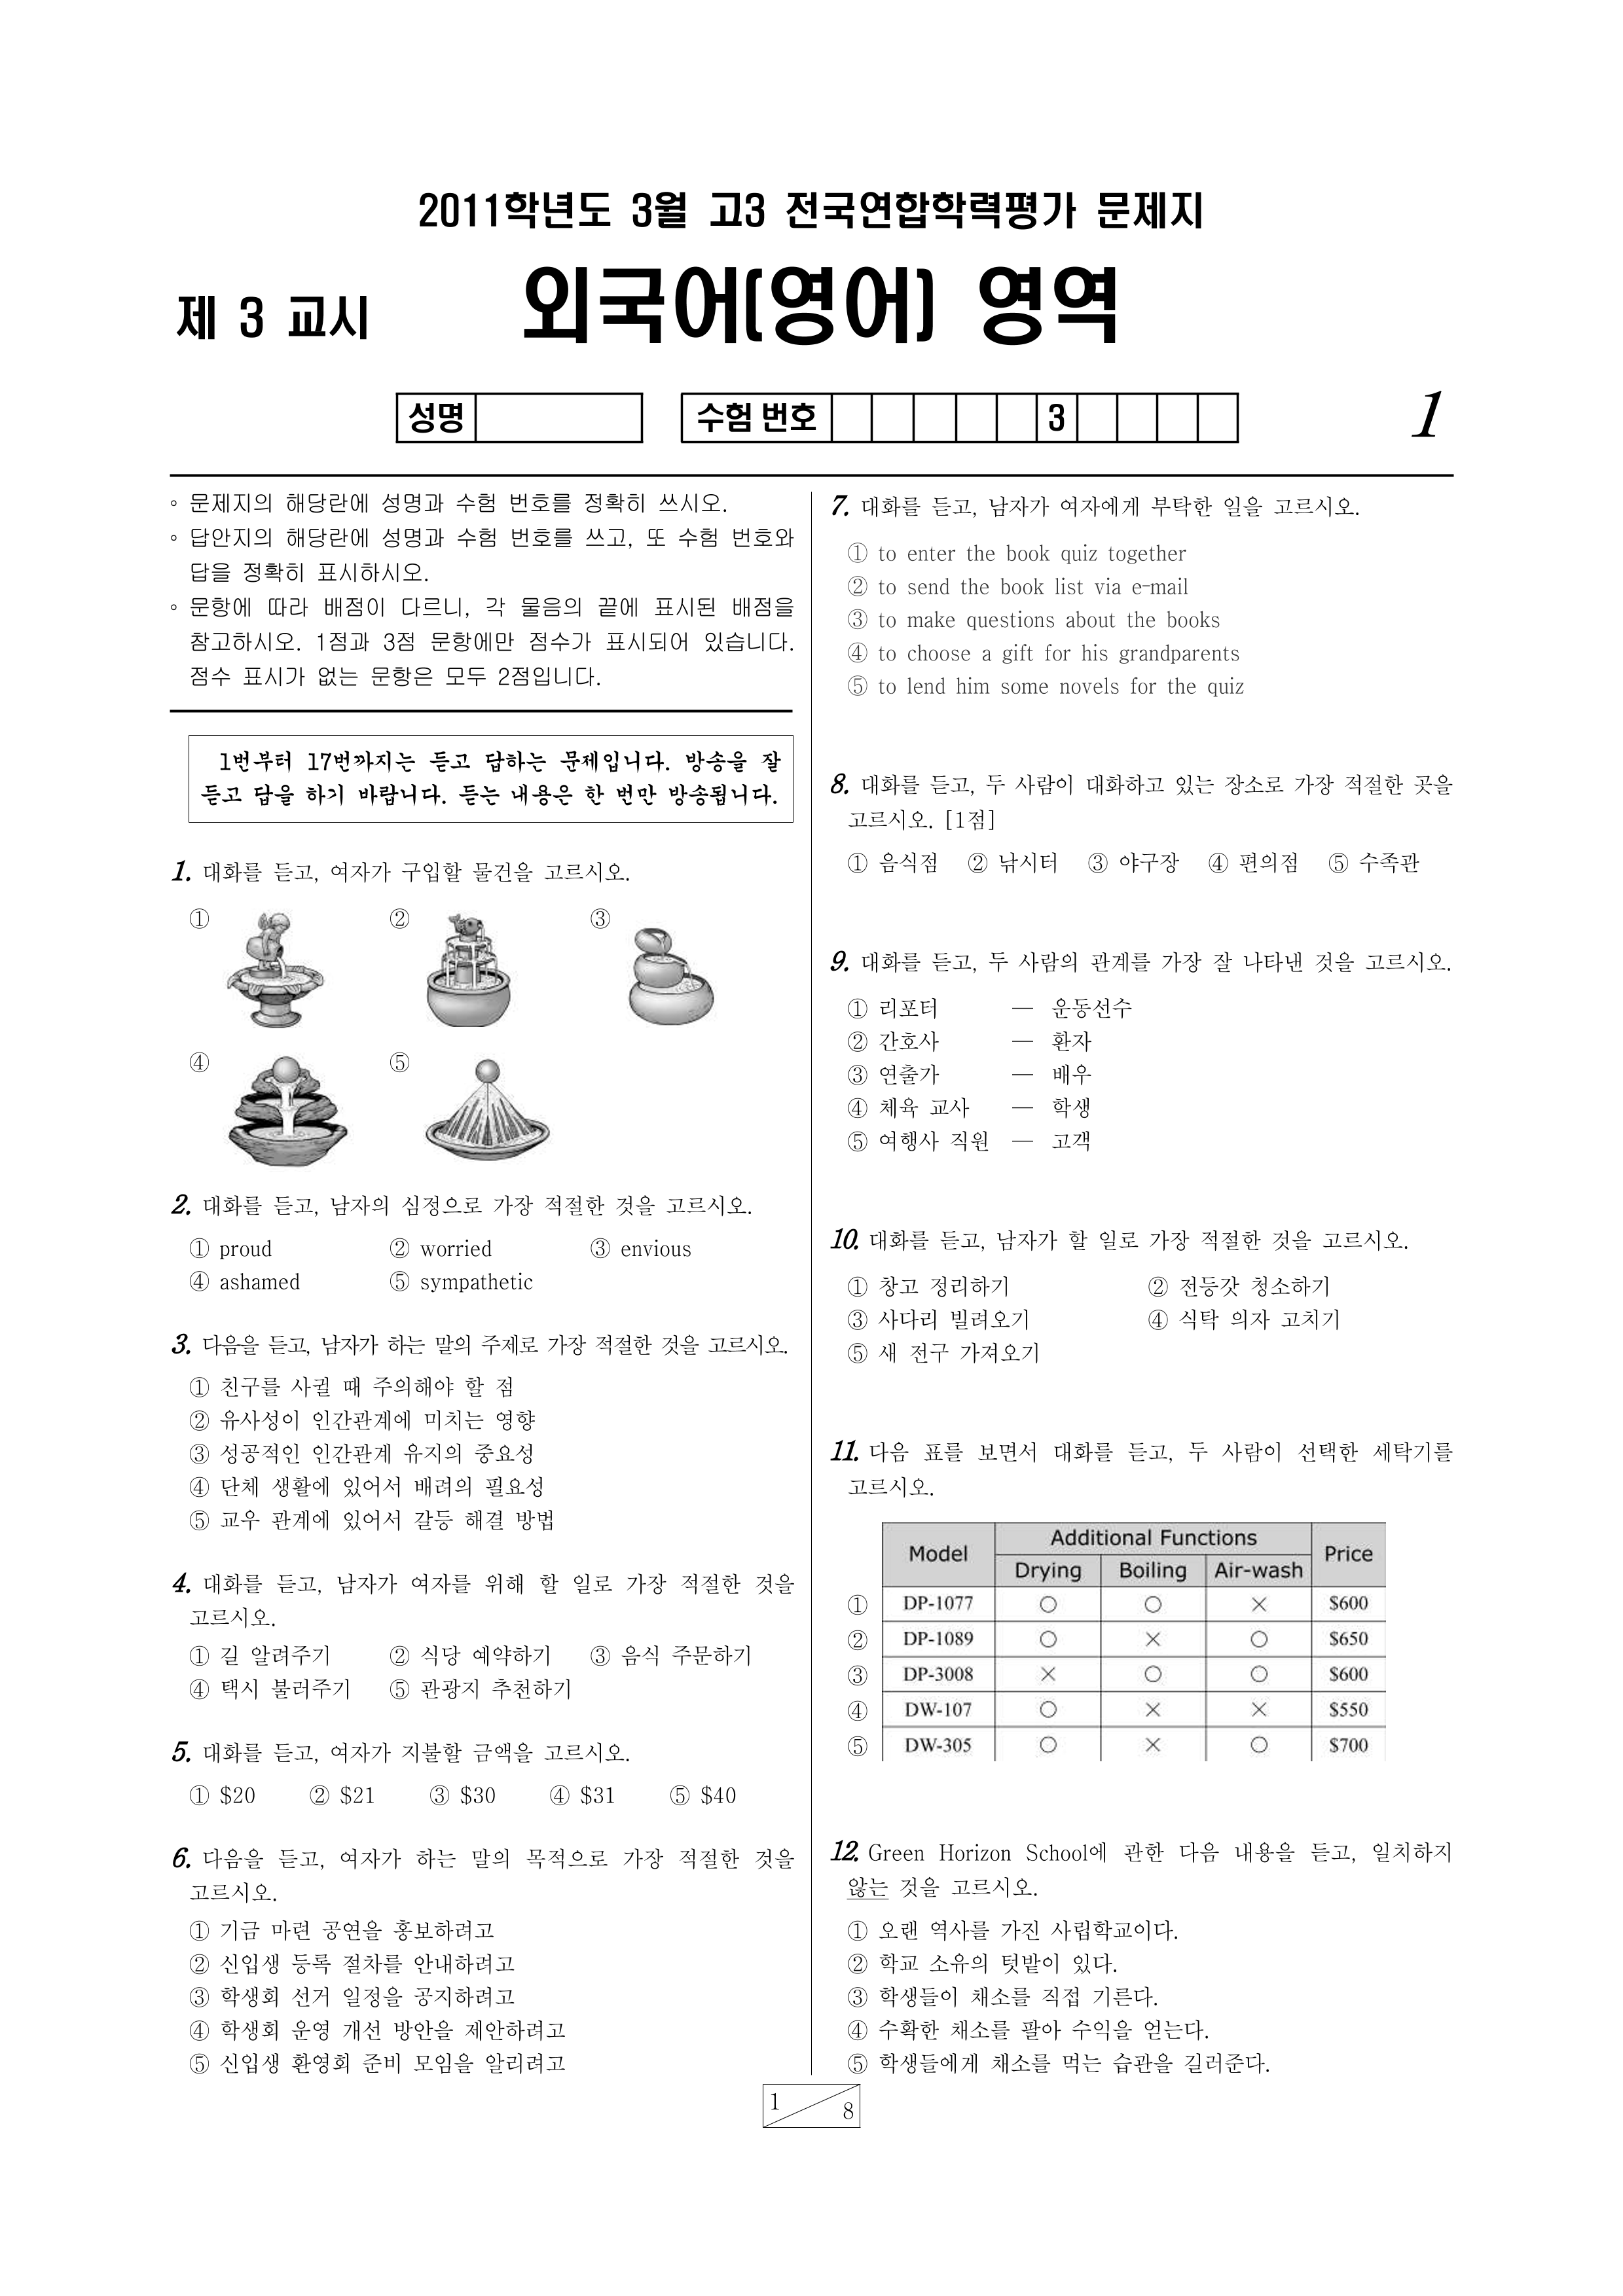 2011학년도 3월 고3 전국연합학력평가 문제지
제 3 교시
외국어(영어) 영역
성명
수험 번호
3
1
◦ 문제지의 해당란에 성명과 수험 번호를 정확히 쓰시오.
◦ 답안지의 해당란에 성명과 수험 번호를 쓰고, 또 수험 번호와
답을 정확히 표시하시오.
◦ 문항에 따라 배점이 다르니, 각 물음의 끝에 표시된 배점을
참고하시오. 1점과 3점 문항에만 점수가 표시되어 있습니다.
점수 표시가 없는 문항은 모두 2점입니다.
1번부터 17번까지는 듣고 답하는 문제입니다. 방송을 잘
듣고 답을 하기 바랍니다. 듣는 내용은 한 번만 방송됩니다.
1. 대화를 듣고, 여자가 구입할 물건을 고르시오.
① ② ③
④ ⑤
2. 대화를 듣고, 남자의 심정으로 가장 적절한 것을 고르시오.
① proud ② worried ③ envious
④ ashamed ⑤ sympathetic
3. 다음을 듣고, 남자가 하는 말의 주제로 가장 적절한 것을 고르시오.
① 친구를 사귈 때 주의해야 할 점
② 유사성이 인간관계에 미치는 영향
③ 성공적인 인간관계 유지의 중요성
④ 단체 생활에 있어서 배려의 필요성
⑤ 교우 관계에 있어서 갈등 해결 방법
4. 대화를 듣고, 남자가 여자를 위해 할 일로 가장 적절한 것을
고르시오.
① 길 알려주기 ② 식당 예약하기 ③ 음식 주문하기
④ 택시 불러주기 ⑤ 관광지 추천하기
5. 대화를 듣고, 여자가 지불할 금액을 고르시오.
① $20 ② $21 ③ $30 ④ $31 ⑤ $40
6. 다음을 듣고, 여자가 하는 말의 목적으로 가장 적절한 것을
고르시오.
① 기금 마련 공연을 홍보하려고
② 신입생 등록 절차를 안내하려고
③ 학생회 선거 일정을 공지하려고
④ 학생회 운영 개선 방안을 제안하려고
⑤ 신입생 환영회 준비 모임을 알리려고
7. 대화를 듣고, 남자가 여자에게 부탁한 일을 고르시오.
① to enter the book quiz together
② to send the book list via e-mail
③ to make questions about the books
④ to choose a gift for his grandparents
⑤ to lend him some novels for the quiz
8. 대화를 듣고, 두 사람이 대화하고 있는 장소로 가장 적절한 곳을
고르시오. [1점]
① 음식점 ② 낚시터 ③ 야구장 ④ 편의점 ⑤ 수족관
9. 대화를 듣고, 두 사람의 관계를 가장 잘 나타낸 것을 고르시오.
① 리포터 — 운동선수
② 간호사 — 환자
③ 연출가 — 배우
④ 체육 교사 — 학생
⑤ 여행사 직원 — 고객
10. 대화를 듣고, 남자가 할 일로 가장 적절한 것을 고르시오.
① 창고 정리하기 ② 전등갓 청소하기
③ 사다리 빌려오기 ④ 식탁 의자 고치기
⑤ 새 전구 가져오기
11. 다음 표를 보면서 대화를 듣고, 두 사람이 선택한 세탁기를
고르시오.
Model Additional Functions Price
Drying Boiling Air-wash
① DP-1077 ○ ○ × $600
② DP-1089 ○ × ○ $650
③ DP-3008 × ○ ○ $600
④ DW-107 ○ × × $550
⑤ DW-305 ○ × ○ $700
12. Green Horizon School에 관한 다음 내용을 듣고, 일치하지
않는 것을 고르시오.
① 오랜 역사를 가진 사립학교이다.
② 학교 소유의 텃밭이 있다.
③ 학생들이 채소를 직접 기른다.
④ 수확한 채소를 팔아 수익을 얻는다.
⑤ 학생들에게 채소를 먹는 습관을 길러준다.
1
8